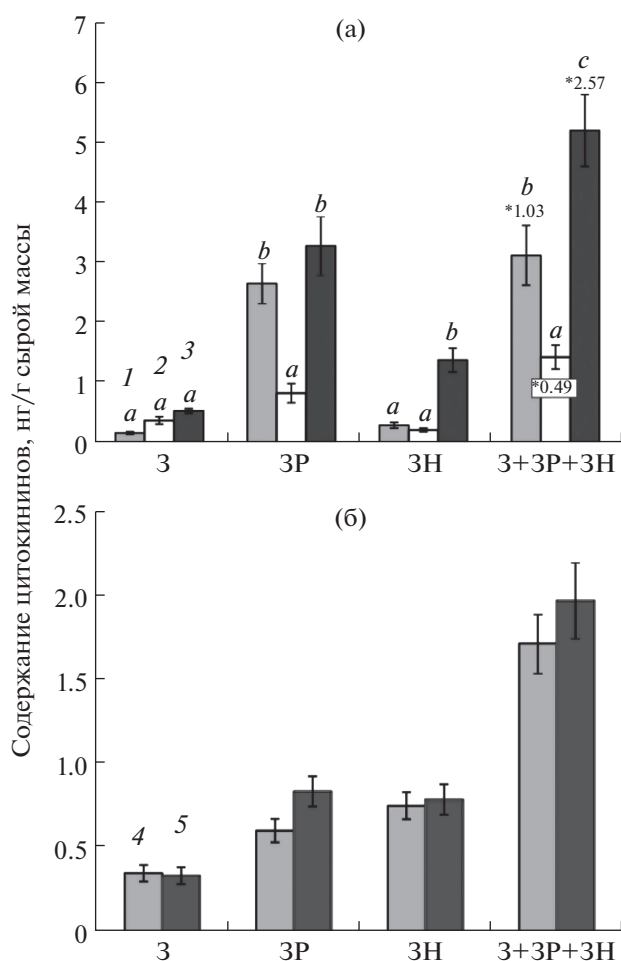 Содержание цитокининов, нг/г сырой массы
(а)
7
6
5
4
3
2
1
0
1
2
3
a
a
a
b
a
b
a
a
b
b
*1.03
a
*0.49
c
*2.57
З
ЗР
ЗН
З+ЗР+ЗН
(б)
2.5
2.0
1.5
1.0
0.5
0
4
5
З
ЗР
ЗН
З+ЗР+ЗН